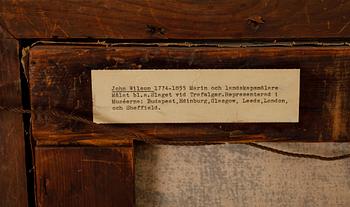 John Wilson 1774-1855 Marin och landskapsmålare
Målat bl.a.Slaget vid Trafalgar.Representerad i
Muséerna: Budapest,Edinburg,Glasgow, Leeds,London,
och Sheffield.